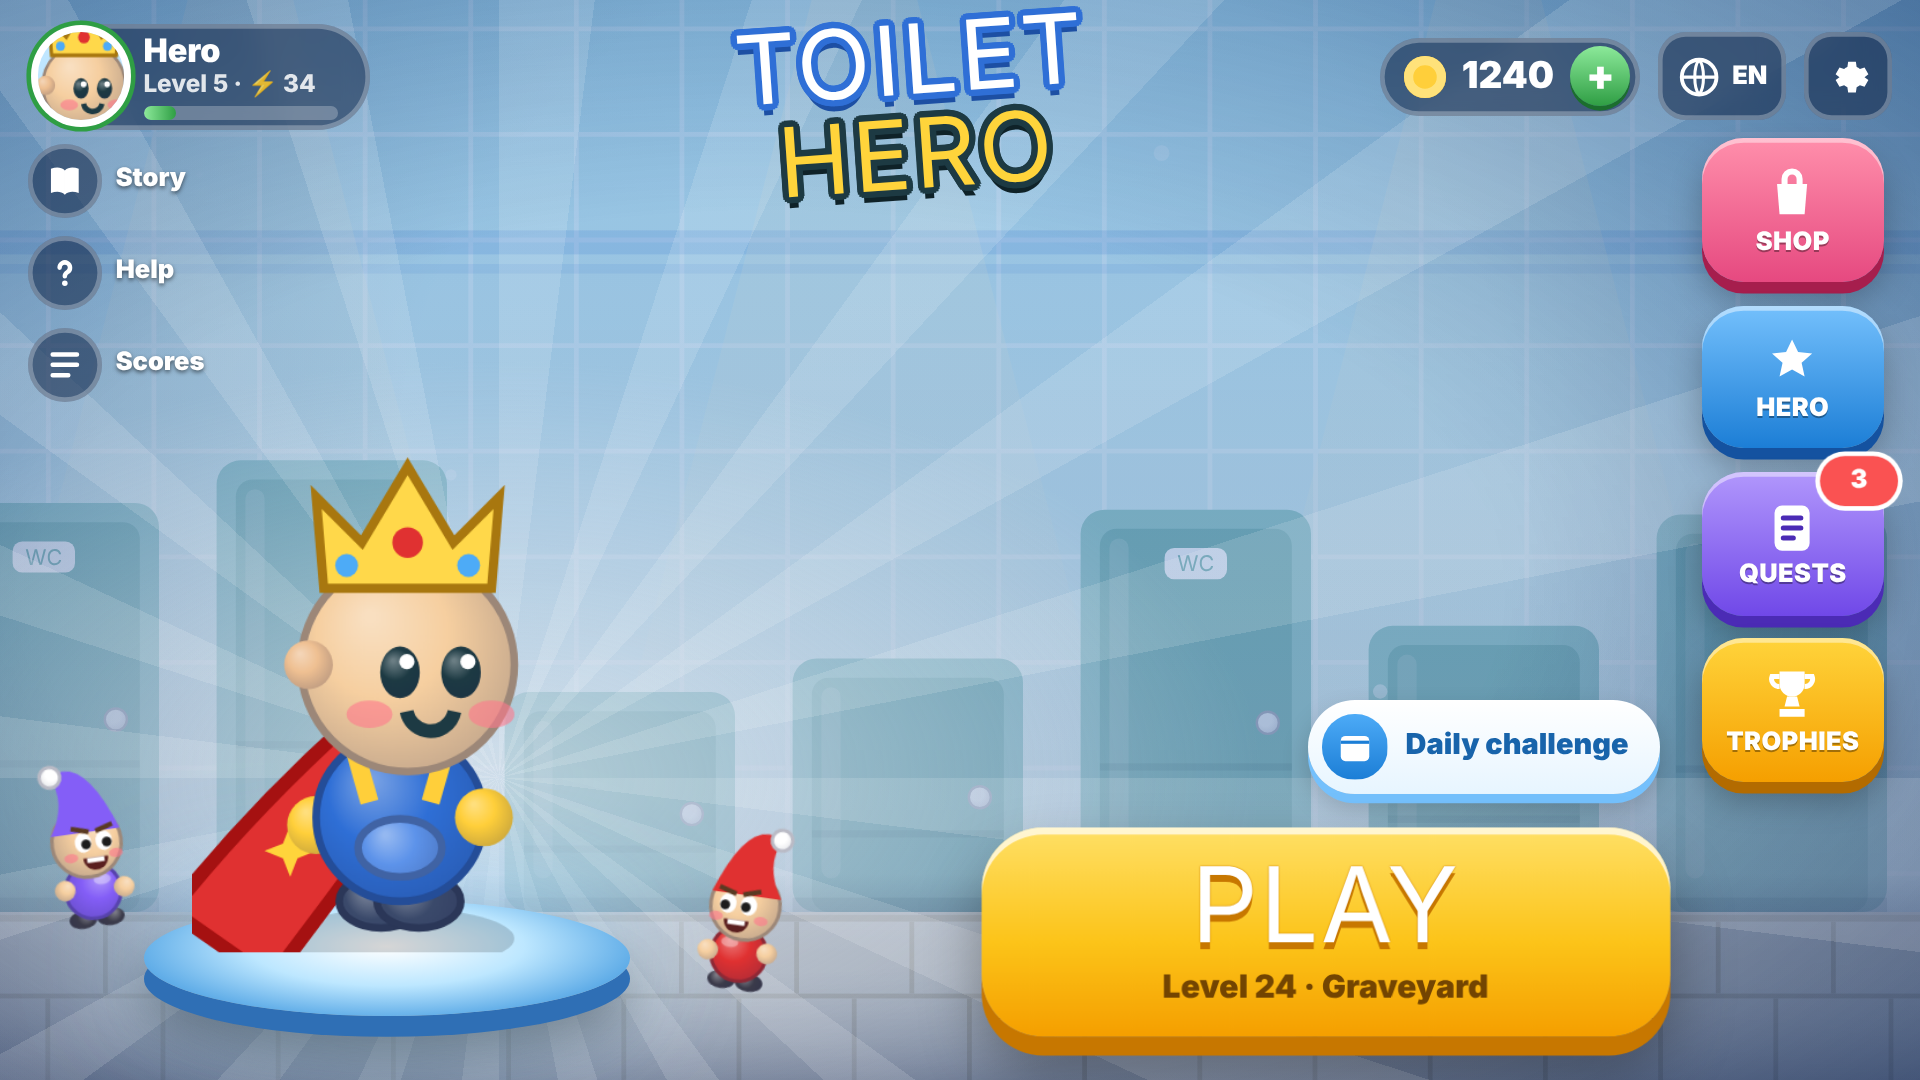 Hero
Level 5 · ⚡ 34
TOILET
HERO
1240
EN
Story
Help
Scores
SHOP
HERO
3
QUESTS
TROPHIES
WC
WC
Daily challenge
PLAY
Level 24 · Graveyard